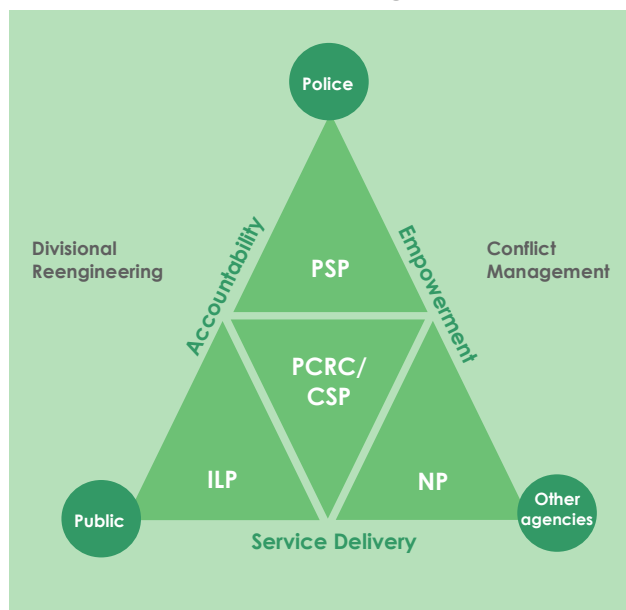 Police
Divisional
Reengineering
Accountability
Empowerment
Conflict
Management
PSP
PCRC/
CSP
ILP
NP
Public
Other
agencies
Service Delivery